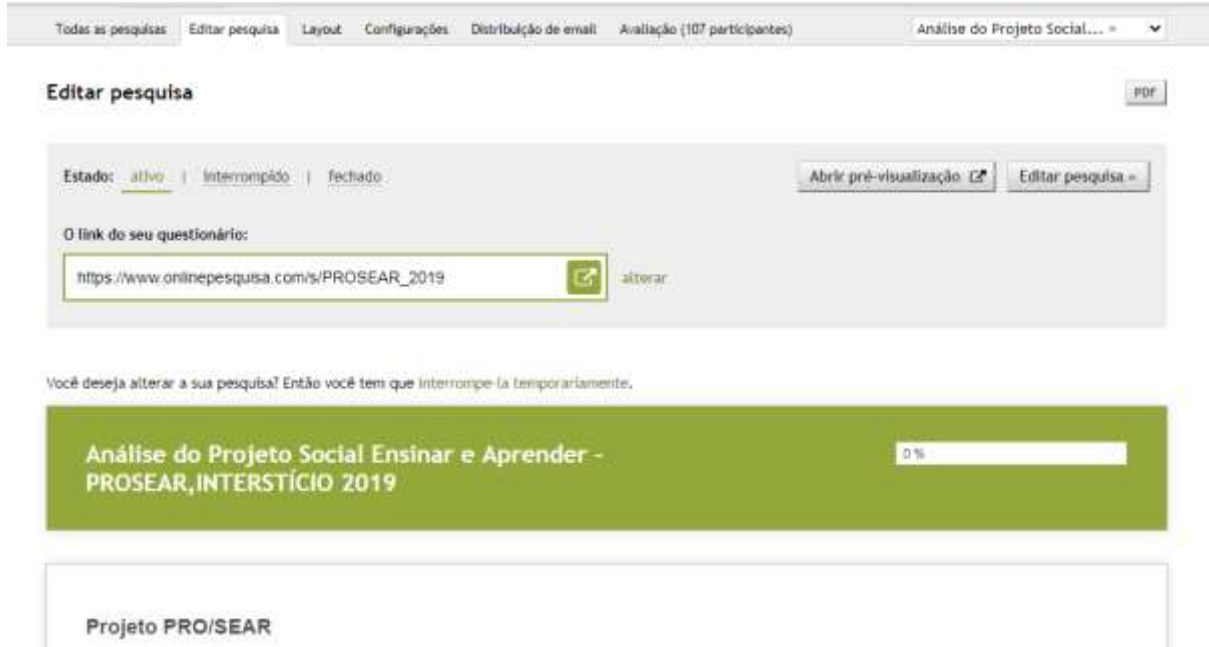 Todas as pesquisas Editar pesquisa Layout Configurações Distribuição de email Avaliação (107 participantes) Análise do Projeto Social...
Editar pesquisa PDF
Estado: ativo | interrompido | fechado Abrir pré-visualização Editar pesquisa »
O link do seu questionário:
https://www.onlinepesquisa.com/s/PROSEAR_2019 alterar
Você deseja alterar a sua pesquisa? Então você tem que interrompe-la temporariamente.
Análise do Projeto Social Ensinar e Aprender – 0 %
PROSEAR,INTERSTÍCIO 2019
Projeto PRO/SEAR